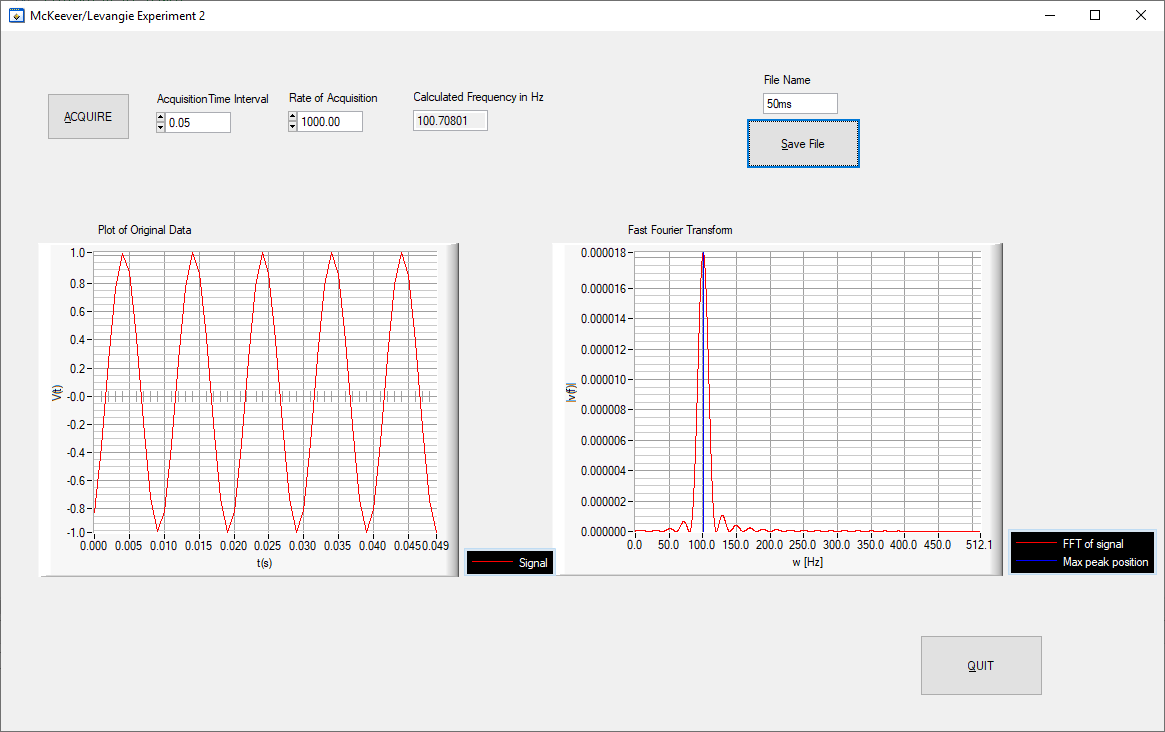 McKeever/Levangie Experiment 2
ACQUIRE
AcquisitionTime Interval
0.05
Rate of Acquisition
1000.00
Calculated Frequency in Hz
100.70801
File Name
50ms
Save File
Plot of Original Data
1.0
0.8
0.6
0.4
0.2
-0.0
-0.2
-0.4
-0.6
-0.8
-1.0
V(t)
0.000 0.005 0.010 0.015 0.020 0.025 0.030 0.035 0.040 0.045 0.049
t(s)
Signal
Fast Fourier Transform
0.000018
0.000016
0.000014
0.000012
0.000010
0.000008
0.000006
0.000004
0.000002
0.000000
|v(f)|
0.0 50.0 100.0 150.0 200.0 250.0 300.0 350.0 400.0 450.0 512.1
w [Hz]
FFT of signal
Max peak position
QUIT